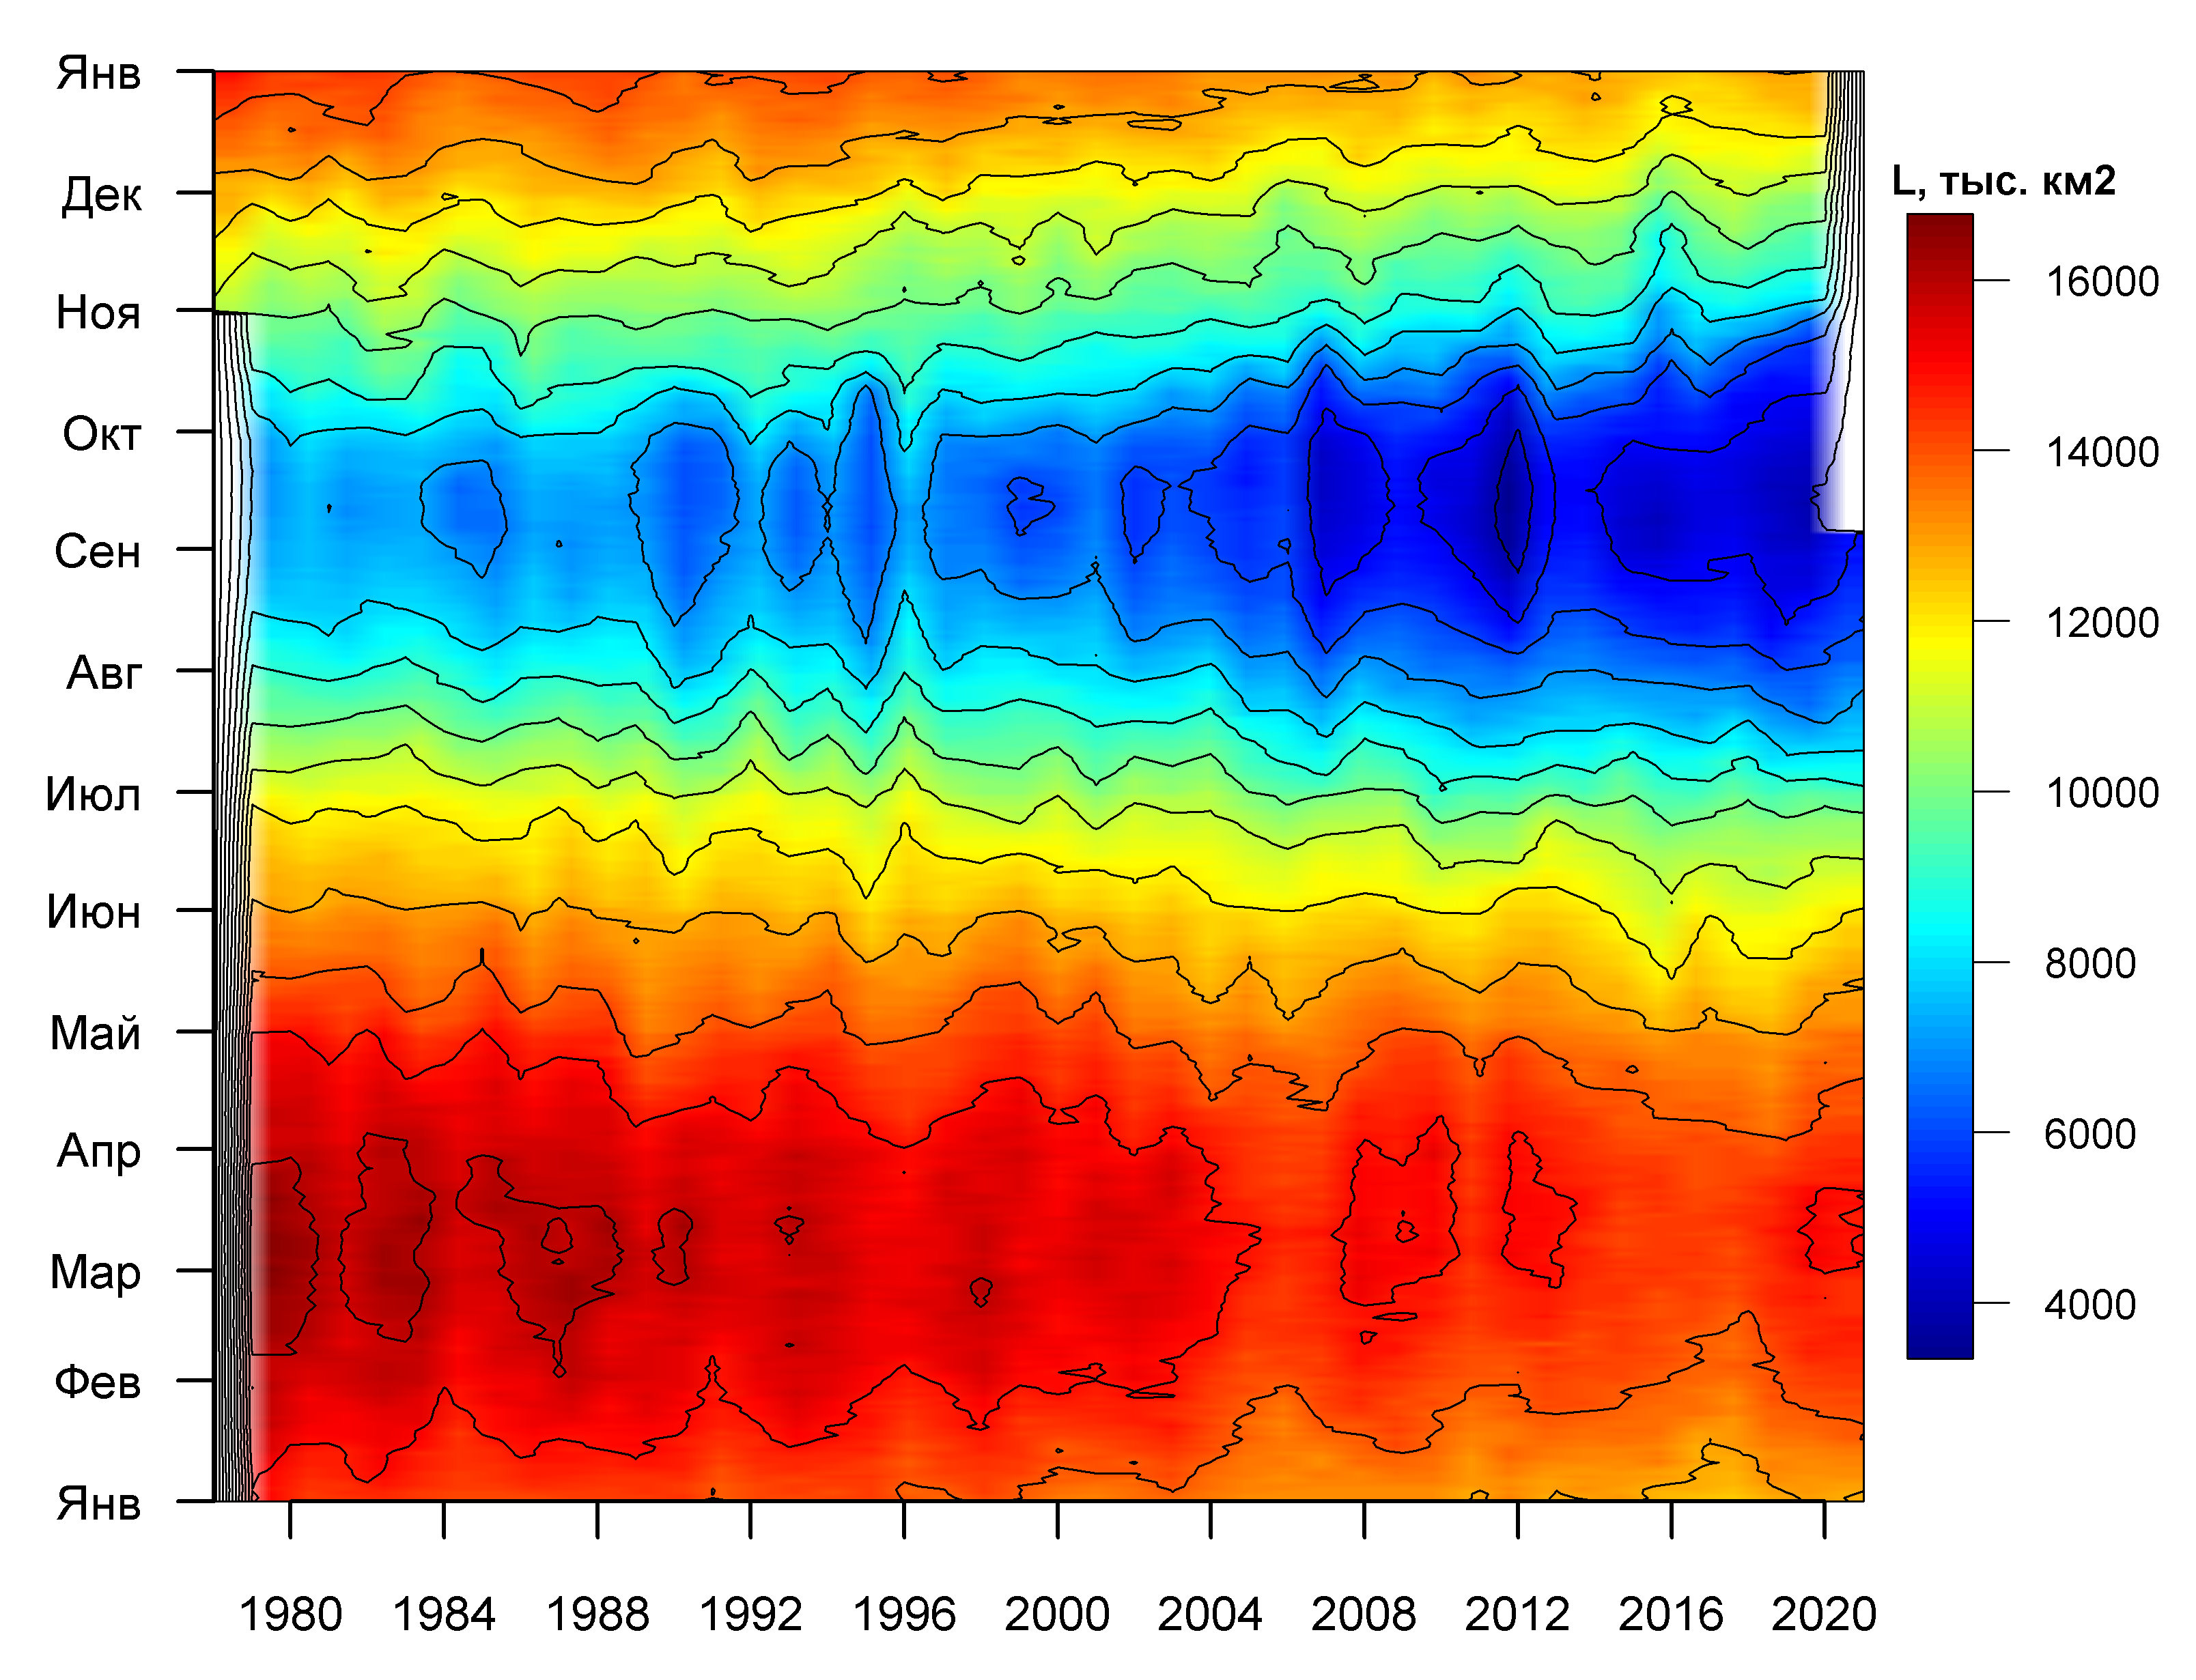 Янв
Дек
Ноя
Окт
Сен
Авг
Июл
Июн
Май
Апр
Мар
Фев
Янв
1980 1984 1988 1992 1996 2000 2004 2008 2012 2016 2020
L, тыс. км2
16000
14000
12000
10000
8000
6000
4000